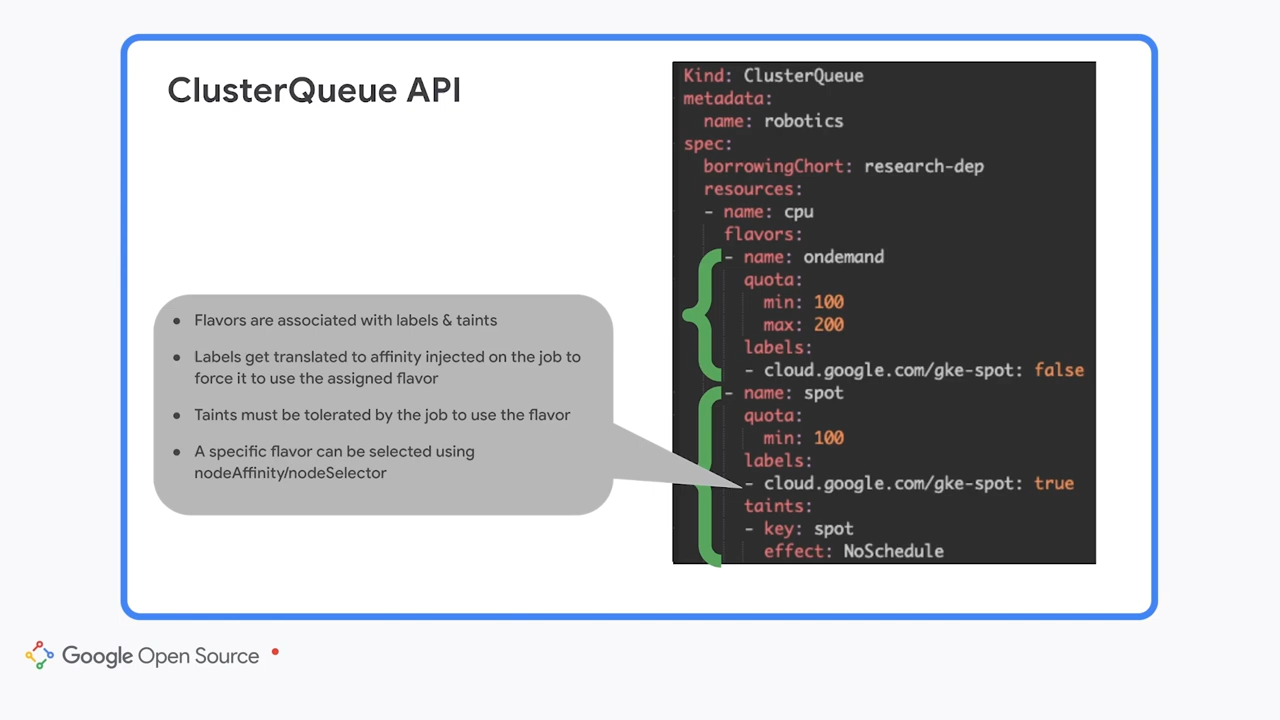 ClusterQueue API
• Flavors are associated with labels & taints
• Labels get translated to affinity injected on the job to
force it to use the assigned flavor
• Taints must be tolerated by the job to use the flavor
• A specific flavor can be selected using
nodeAffinity/nodeSelector
Kind: ClusterQueue
metadata:
  name: robotics
spec:
  borrowingChort: research-dep
  resources:
  - name: cpu
    flavors:
    - name: ondemand
      quota:
        min: 100
        max: 200
      labels:
      - cloud.google.com/gke-spot: false
    - name: spot
      quota:
        min: 100
      labels:
      - cloud.google.com/gke-spot: true
      taints:
      - key: spot
        effect: NoSchedule
Google Open Source